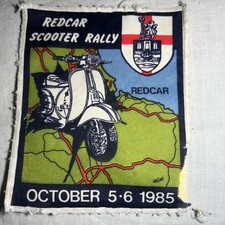 REDCAR
SCOOTER RALLY
REDCAR
OCTOBER 5·6 1985